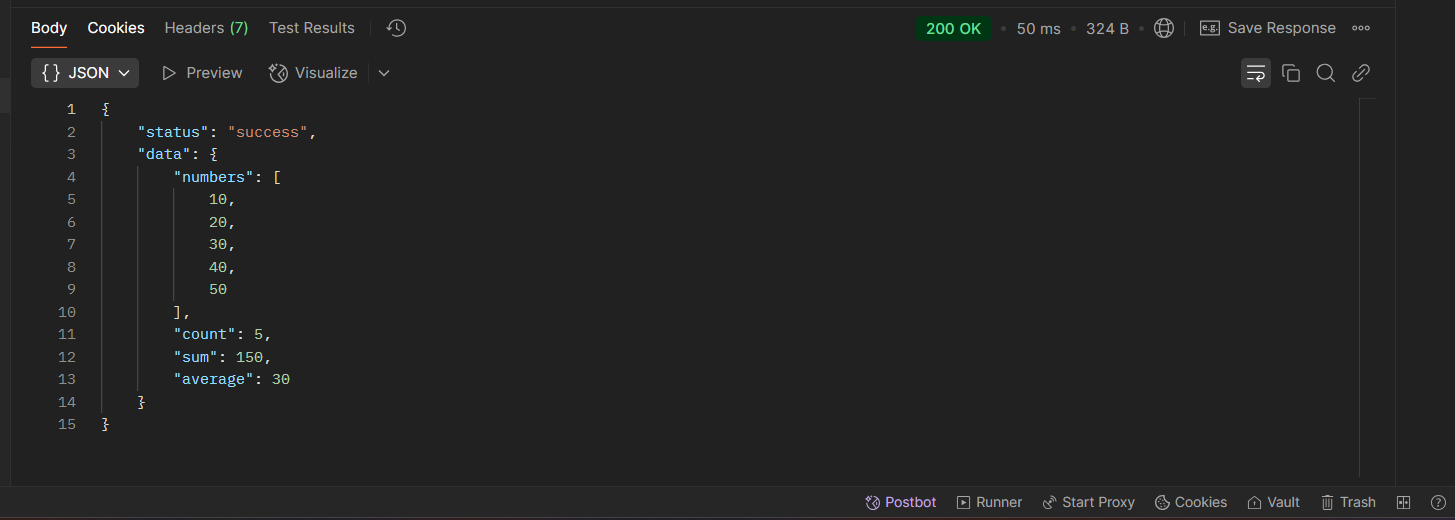 Body Cookies Headers (7) Test Results 200 OK • 50 ms • 324 B • e.g. Save Response
{} JSON Preview Visualize
1 {
2     "status": "success",
3     "data": {
4         "numbers": [
5             10,
6             20,
7             30,
8             40,
9             50
10         ],
11         "count": 5,
12         "sum": 150,
13         "average": 30
14     }
15 }
Postbot Runner Start Proxy Cookies Vault Trash